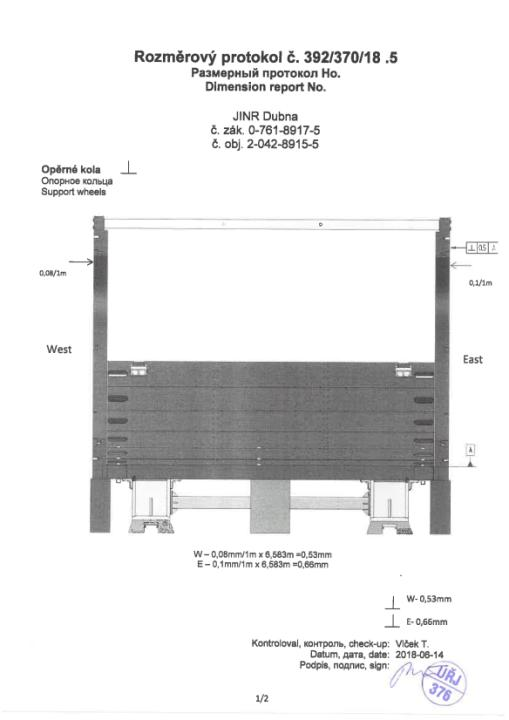 Rozměrový protokol č. 392/370/18 .5
Размерный протокол Но.
Dimension report No.
JINR Dubna
č. zák. 0-761-8917-5
č. obj. 2-042-8915-5
Opěrné kola ⊥
Опорное кольца
Support wheels
⊥ 0,5 A
0,08/1m
0,1/1m
West
East
A
W – 0,08mm/1m x 6,583m =0,53mm
E – 0,1mm/1m x 6,583m =0,66mm
⊥ W- 0,53mm
⊥ E- 0,66mm
Kontroloval, контроль, check-up: Vlček T.
Datum, дата, date: 2018-06-14
Podpis, подпис, sign:
ÚŘJ
376
1/2